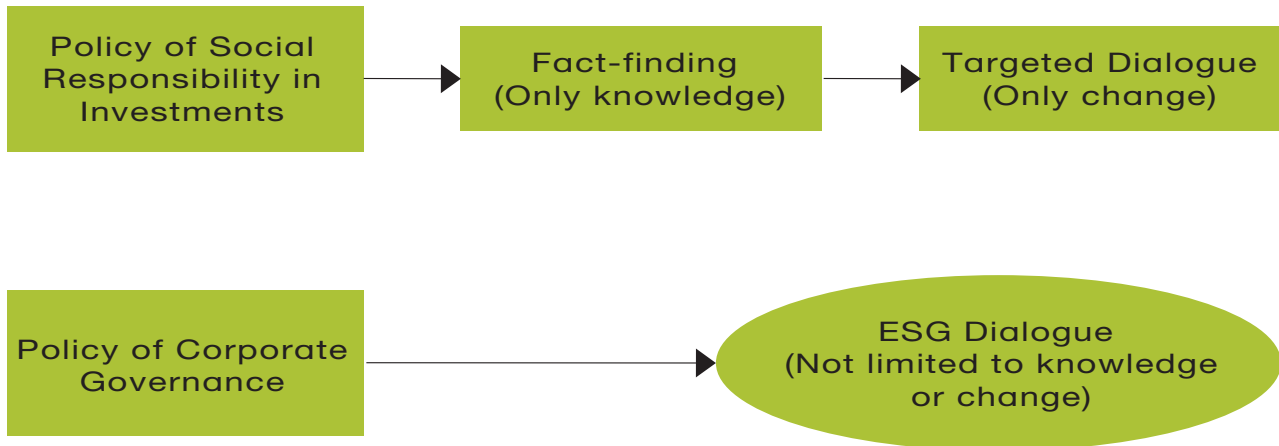 Policy of Social
Responsibility in
Investments
Fact-finding
(Only knowledge)
Targeted Dialogue
(Only change)
Policy of Corporate
Governance
ESG Dialogue
(Not limited to knowledge
or change)